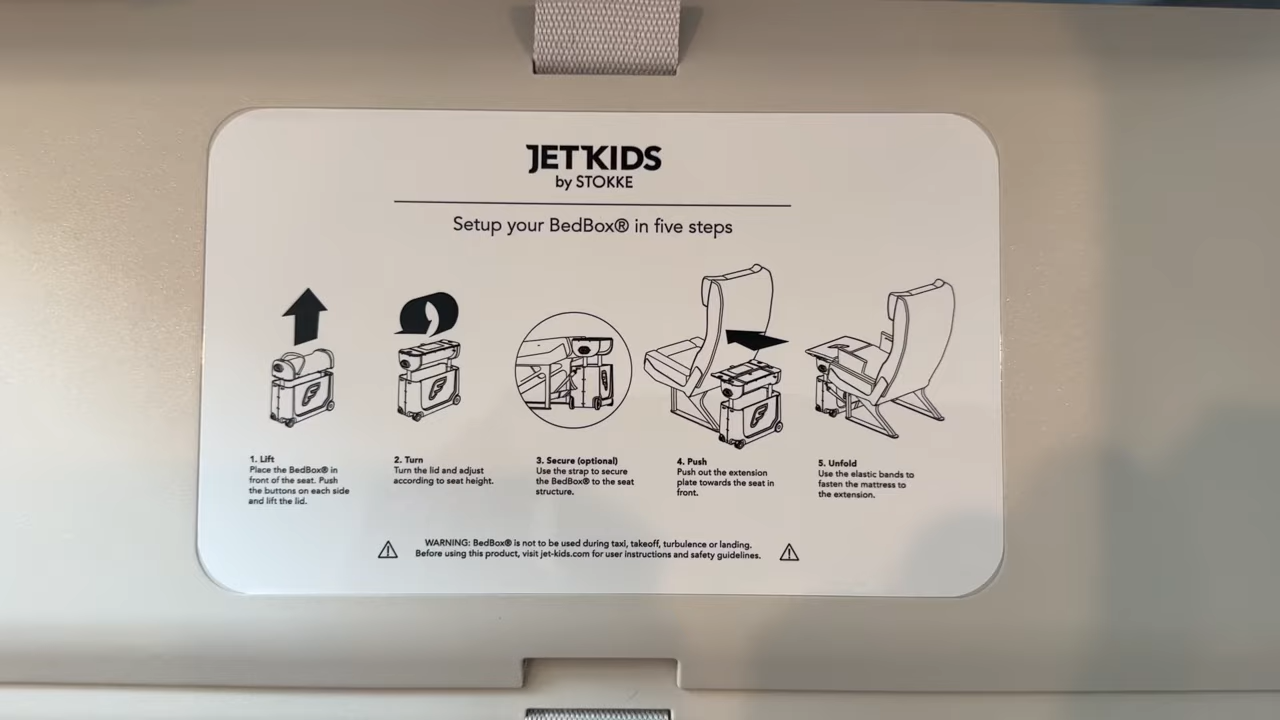 JETKIDS
by STOKKE
Setup your BedBox® in five steps
1. Lift
Place the BedBox® in
front of the seat. Push
the buttons on each side
and lift the lid.
2. Turn
Turn the lid and adjust
according to seat height.
3. Secure (optional)
Use the strap to secure
the BedBox® to the seat
structure.
4. Push
Push out the extension
plate towards the seat in
front.
5. Unfold
Use the elastic bands to
fasten the mattress to
the extension.
WARNING: BedBox® is not to be used during taxi, takeoff, turbulence or landing.
Before using this product, visit jet-kids.com for user instructions and safety guidelines.